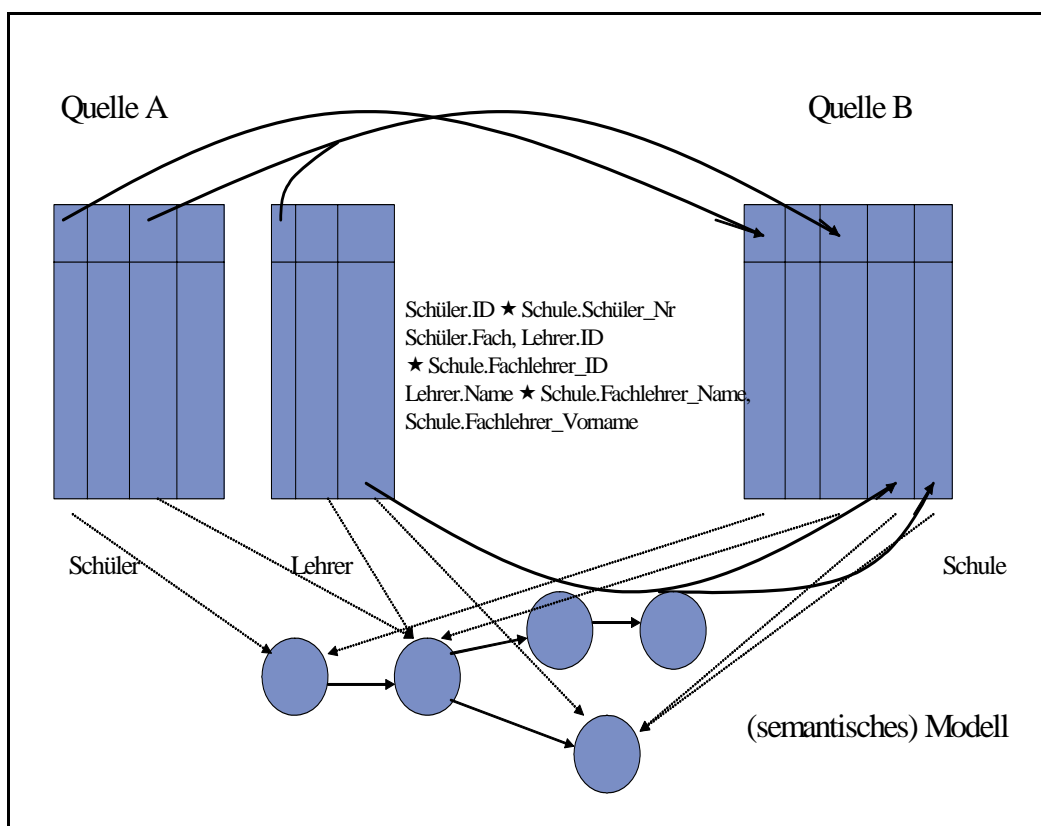 Quelle A
Quelle B
Schüler.ID ★ Schule.Schüler_Nr
Schüler.Fach, Lehrer.ID
★ Schule.Fachlehrer_ID
Lehrer.Name ★ Schule.Fachlehrer_Name,
Schule.Fachlehrer_Vorname
Schüler
Lehrer
Schule
(semantisches) Modell